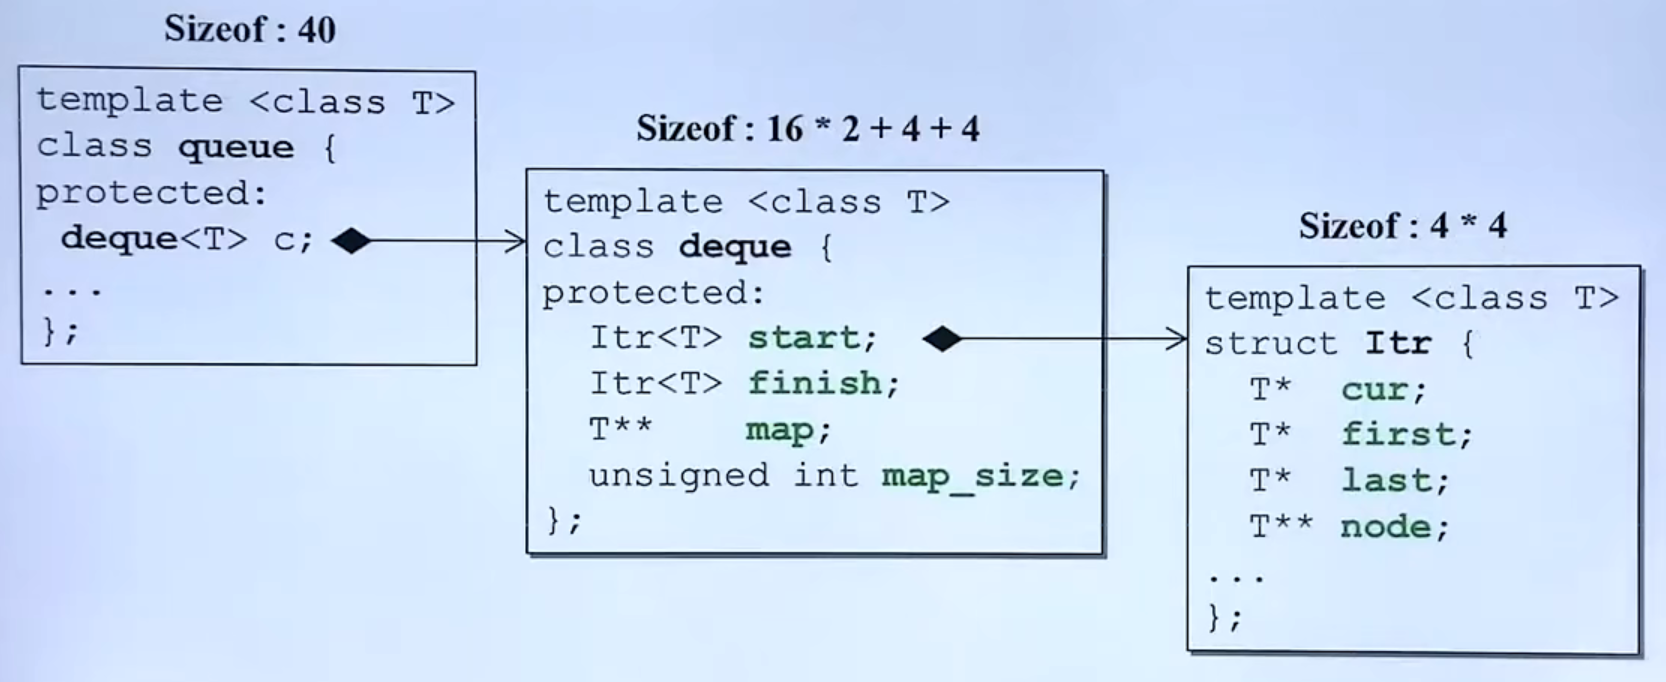 Sizeof : 40
template <class T>
class queue {
protected:
deque<T> c;
...
};
Sizeof : 16 * 2 + 4 + 4
template <class T>
class deque {
protected:
Itr<T> start;
Itr<T> finish;
T** map;
unsigned int map_size;
};
Sizeof : 4 * 4
template <class T>
struct Itr {
T* cur;
T* first;
T* last;
T** node;
...
};